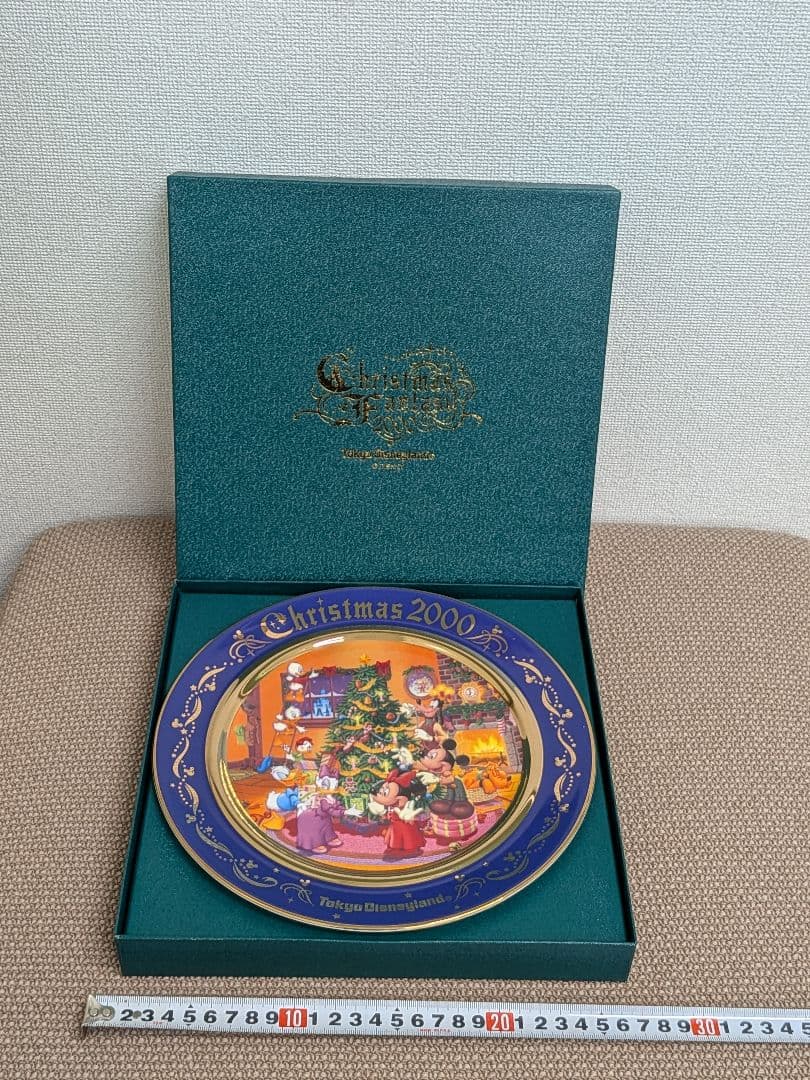 Christmas
Fantasy
Tokyo Disneyland®
© DISNEY
Christmas 2000
Tokyo Disneyland®
2 3 4 5 6 7 8 9 10 1 2 3 4 5 6 7 8 9 20 1 2 3 4 5 6 7 8 9 30 1 2 3 4 5